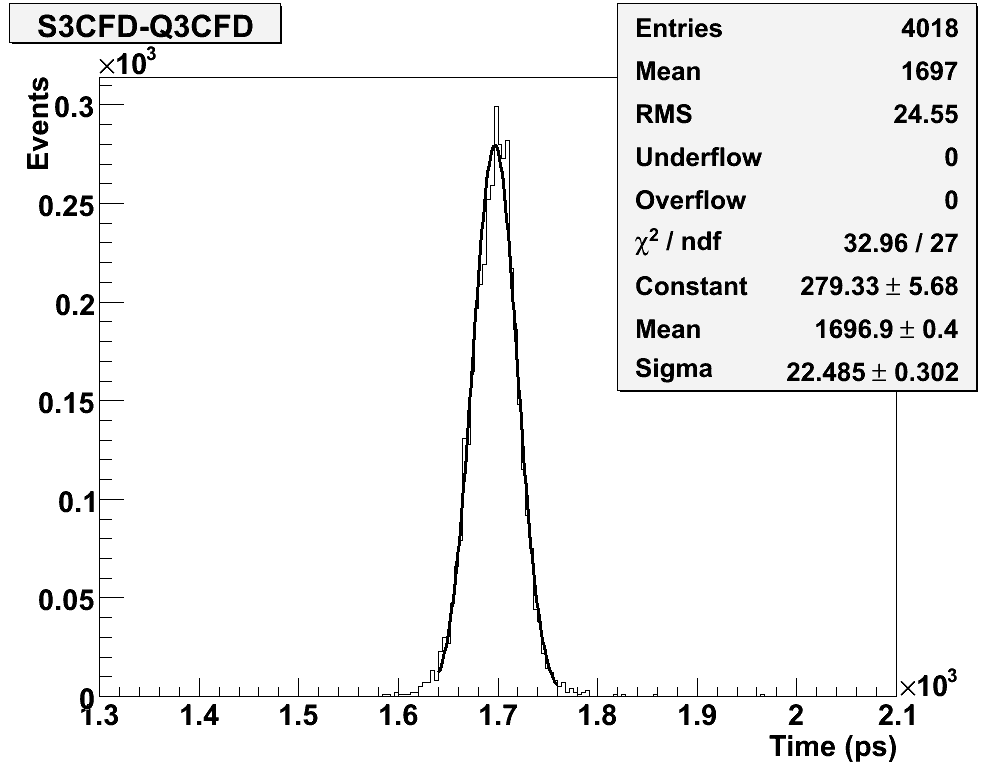 S3CFD-Q3CFD
Entries 4018
Mean 1697
RMS 24.55
Underflow 0
Overflow 0
χ² / ndf 32.96 / 27
Constant 279.33 ± 5.68
Mean 1696.9 ± 0.4
Sigma 22.485 ± 0.302
×10³
Events
0.3
0.25
0.2
0.15
0.1
0.05
0
1.3 1.4 1.5 1.6 1.7 1.8 1.9 2 2.1
×10³
Time (ps)